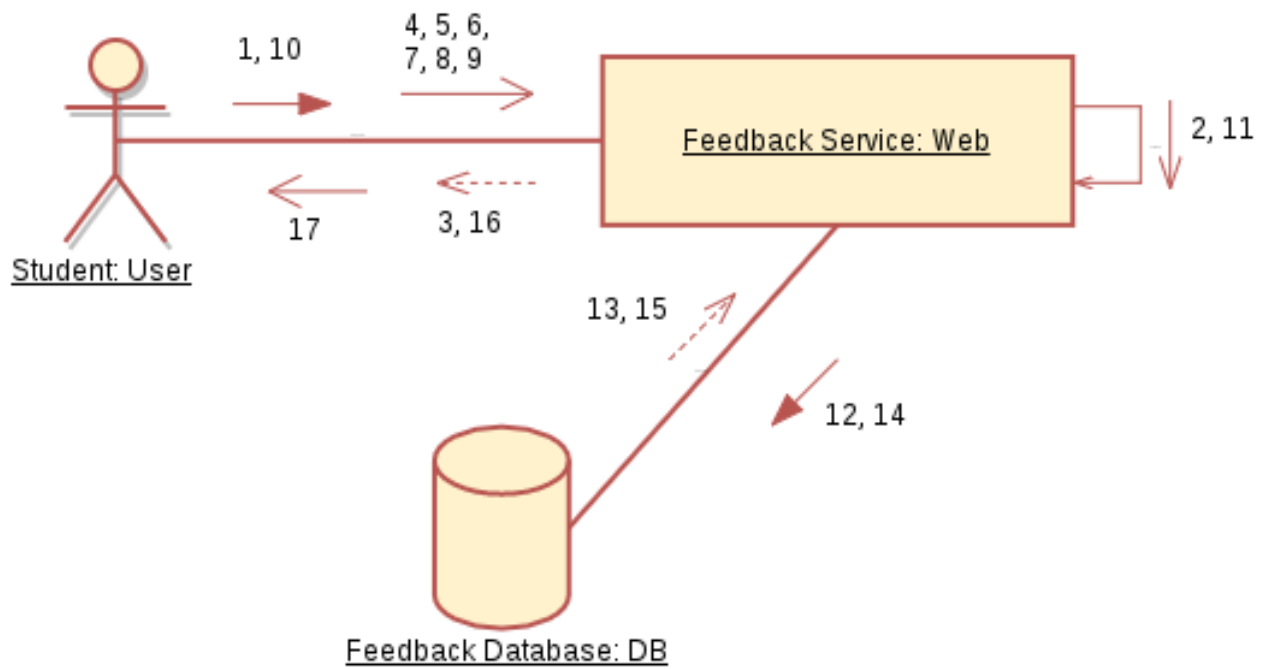 1, 10
4, 5, 6,
7, 8, 9
Feedback Service: Web
2, 11
17
3, 16
Student: User
13, 15
12, 14
Feedback Database: DB